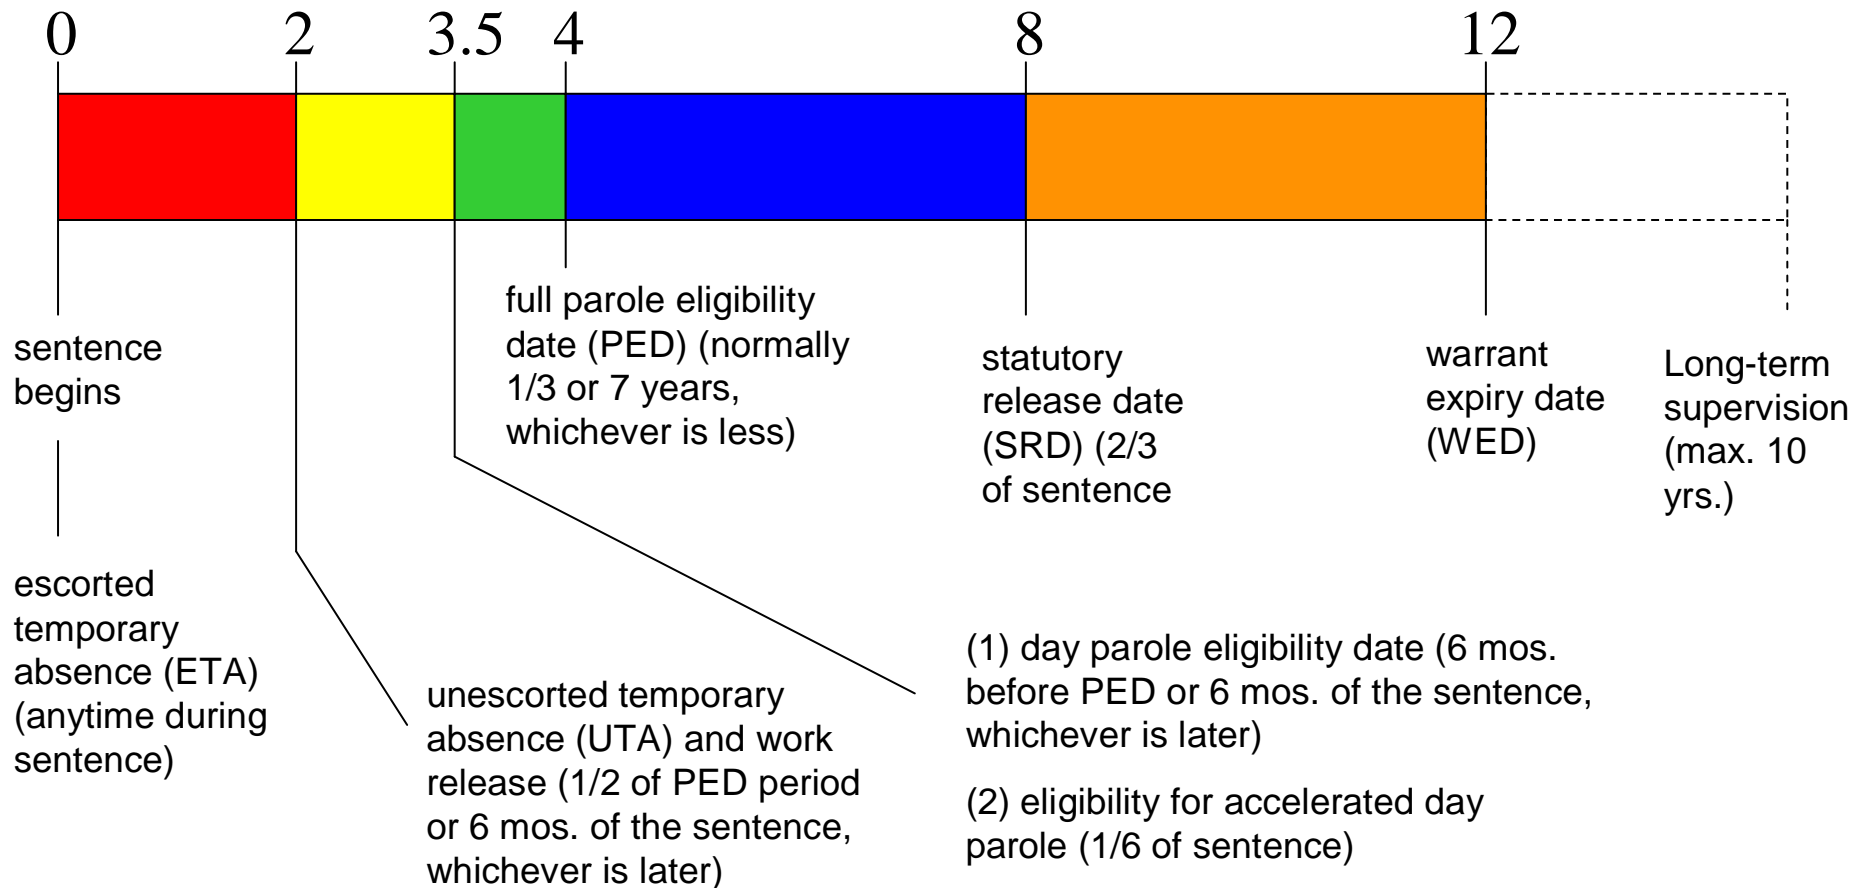 0
2
3.5
4
8
12
sentence
begins
escorted
temporary
absence (ETA)
(anytime during
sentence)
unescorted temporary
absence (UTA) and work
release (1/2 of PED period
or 6 mos. of the sentence,
whichever is later)
full parole eligibility
date (PED) (normally
1/3 or 7 years,
whichever is less)
(1) day parole eligibility date (6 mos.
before PED or 6 mos. of the sentence,
whichever is later)
(2) eligibility for accelerated day
parole (1/6 of sentence)
statutory
release date
(SRD) (2/3
of sentence
warrant
expiry date
(WED)
Long-term
supervision
(max. 10
yrs.)